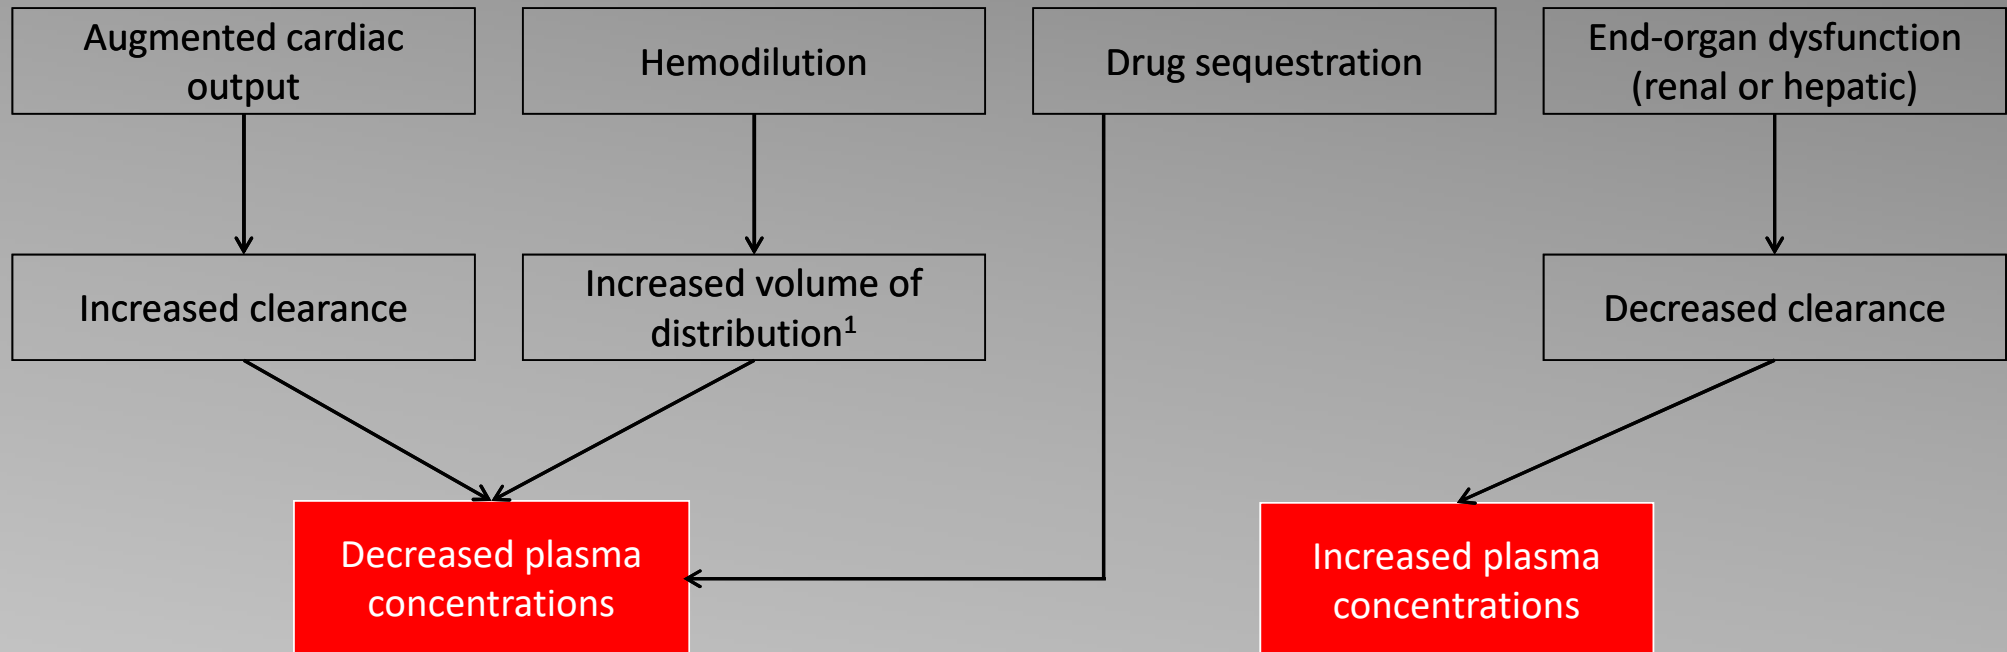 Augmented cardiac
output
Hemodilution
Drug sequestration
End-organ dysfunction
(renal or hepatic)
Increased clearance
Increased volume of
distribution¹
Decreased clearance
Decreased plasma
concentrations
Increased plasma
concentrations